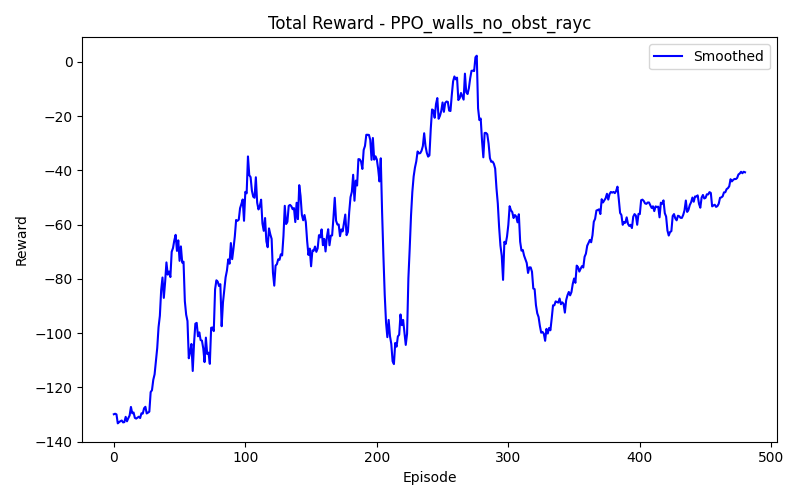 Total Reward - PPO_walls_no_obst_rayc
Smoothed
0
−20
−40
−60
−80
−100
−120
−140
Reward
0 100 200 300 400 500
Episode